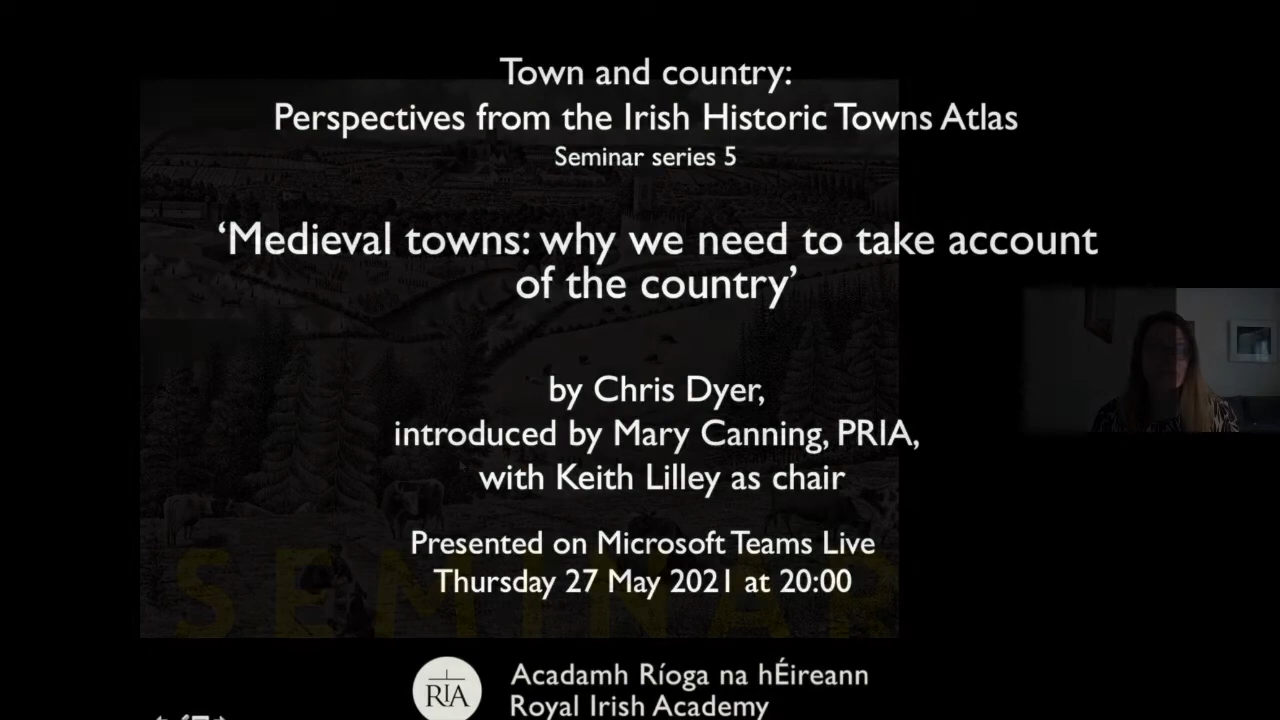 Town and country:
Perspectives from the Irish Historic Towns Atlas
Seminar series 5
‘Medieval towns: why we need to take account
of the country’
by Chris Dyer,
introduced by Mary Canning, PRIA,
with Keith Lilley as chair
Presented on Microsoft Teams Live
Thursday 27 May 2021 at 20:00
SEMINAR
RIA
Acadamh Ríoga na hÉireann
Royal Irish Academy